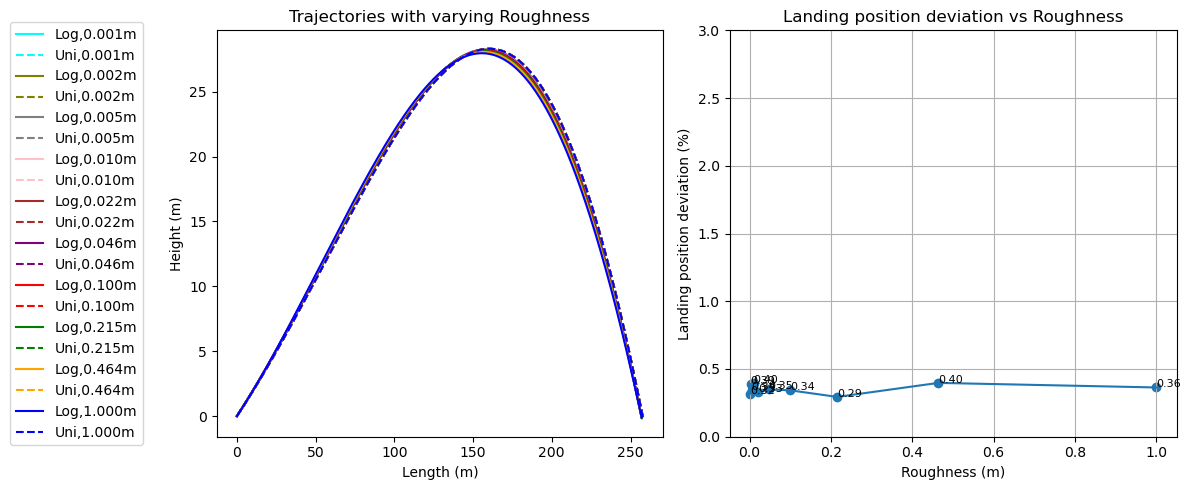 Log,0.001m
Uni,0.001m
Log,0.002m
Uni,0.002m
Log,0.005m
Uni,0.005m
Log,0.010m
Uni,0.010m
Log,0.022m
Uni,0.022m
Log,0.046m
Uni,0.046m
Log,0.100m
Uni,0.100m
Log,0.215m
Uni,0.215m
Log,0.464m
Uni,0.464m
Log,1.000m
Uni,1.000m
Trajectories with varying Roughness
Height (m)
25
20
15
10
5
0
0 50 100 150 200 250
Length (m)
Landing position deviation vs Roughness
Landing position deviation (%)
3.0
2.5
2.0
1.5
1.0
0.5
0.0
0.40
0.35
0.34
0.29
0.40
0.36
0.0 0.2 0.4 0.6 0.8 1.0
Roughness (m)